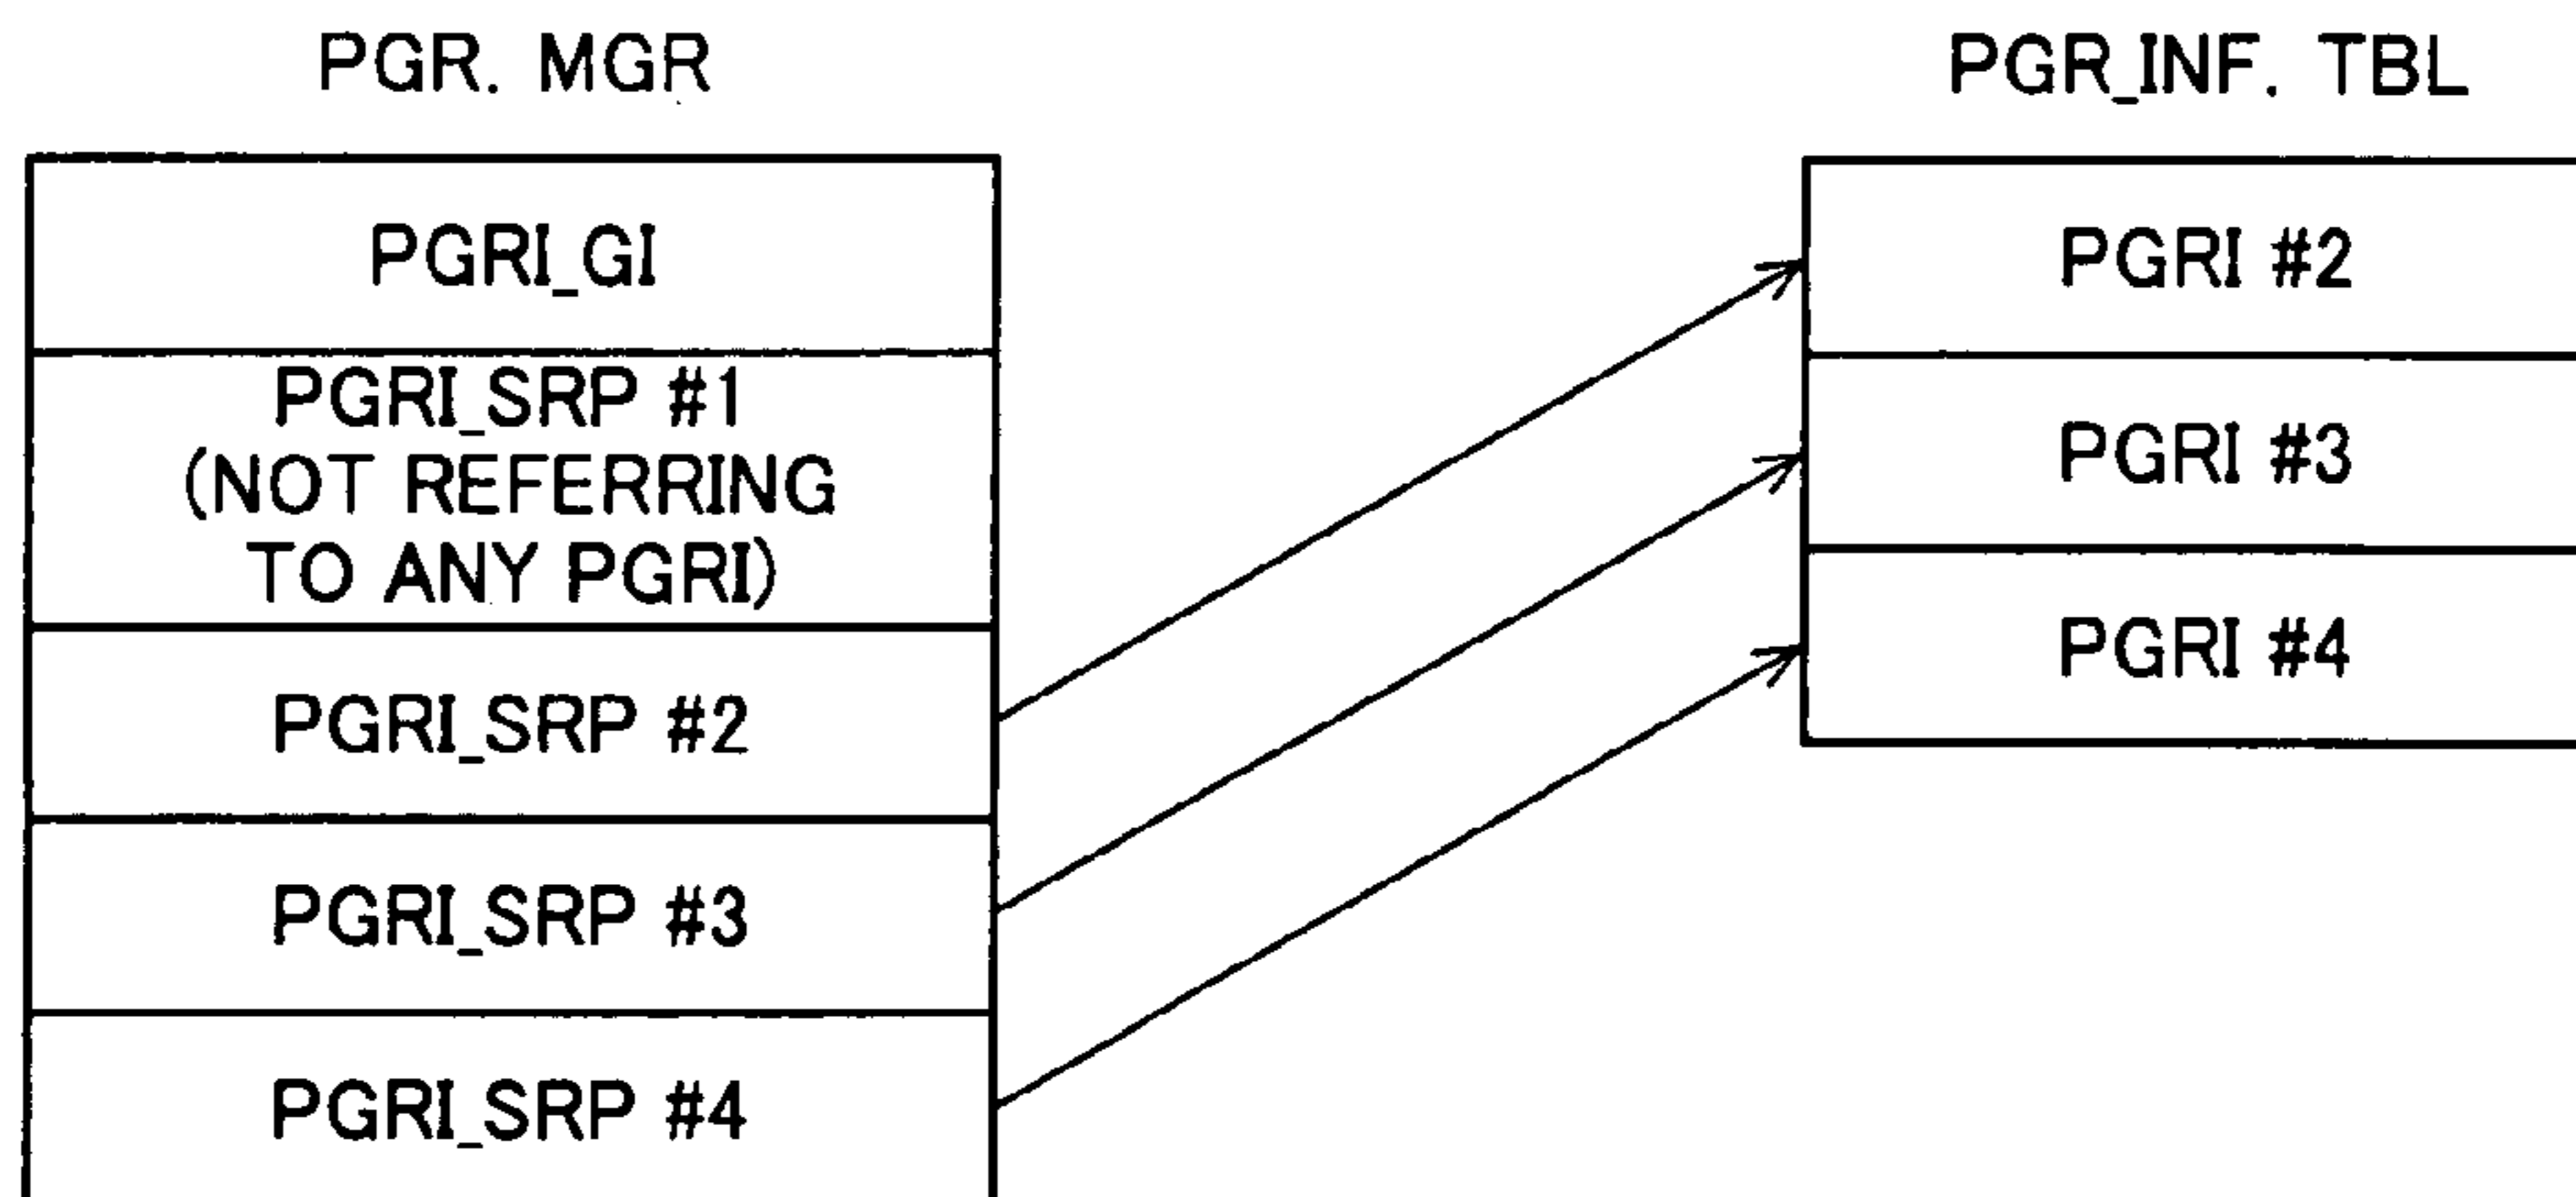 PGR. MGR
PGRI_GI
PGRI_SRP #1
(NOT REFERRING
TO ANY PGRI)
PGRI_SRP #2
PGRI_SRP #3
PGRI_SRP #4
PGR_INF. TBL
PGRI #2
PGRI #3
PGRI #4